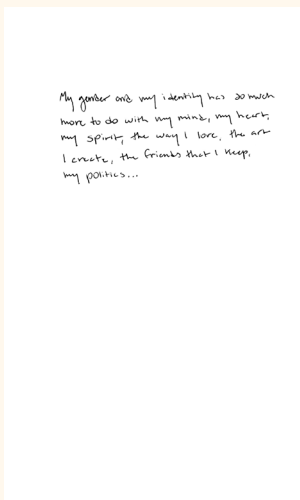 My gender and my identity has so much
more to do with my mind, my heart,
my spirit, the way I love, the art
I create, the friends that I keep,
my politics...